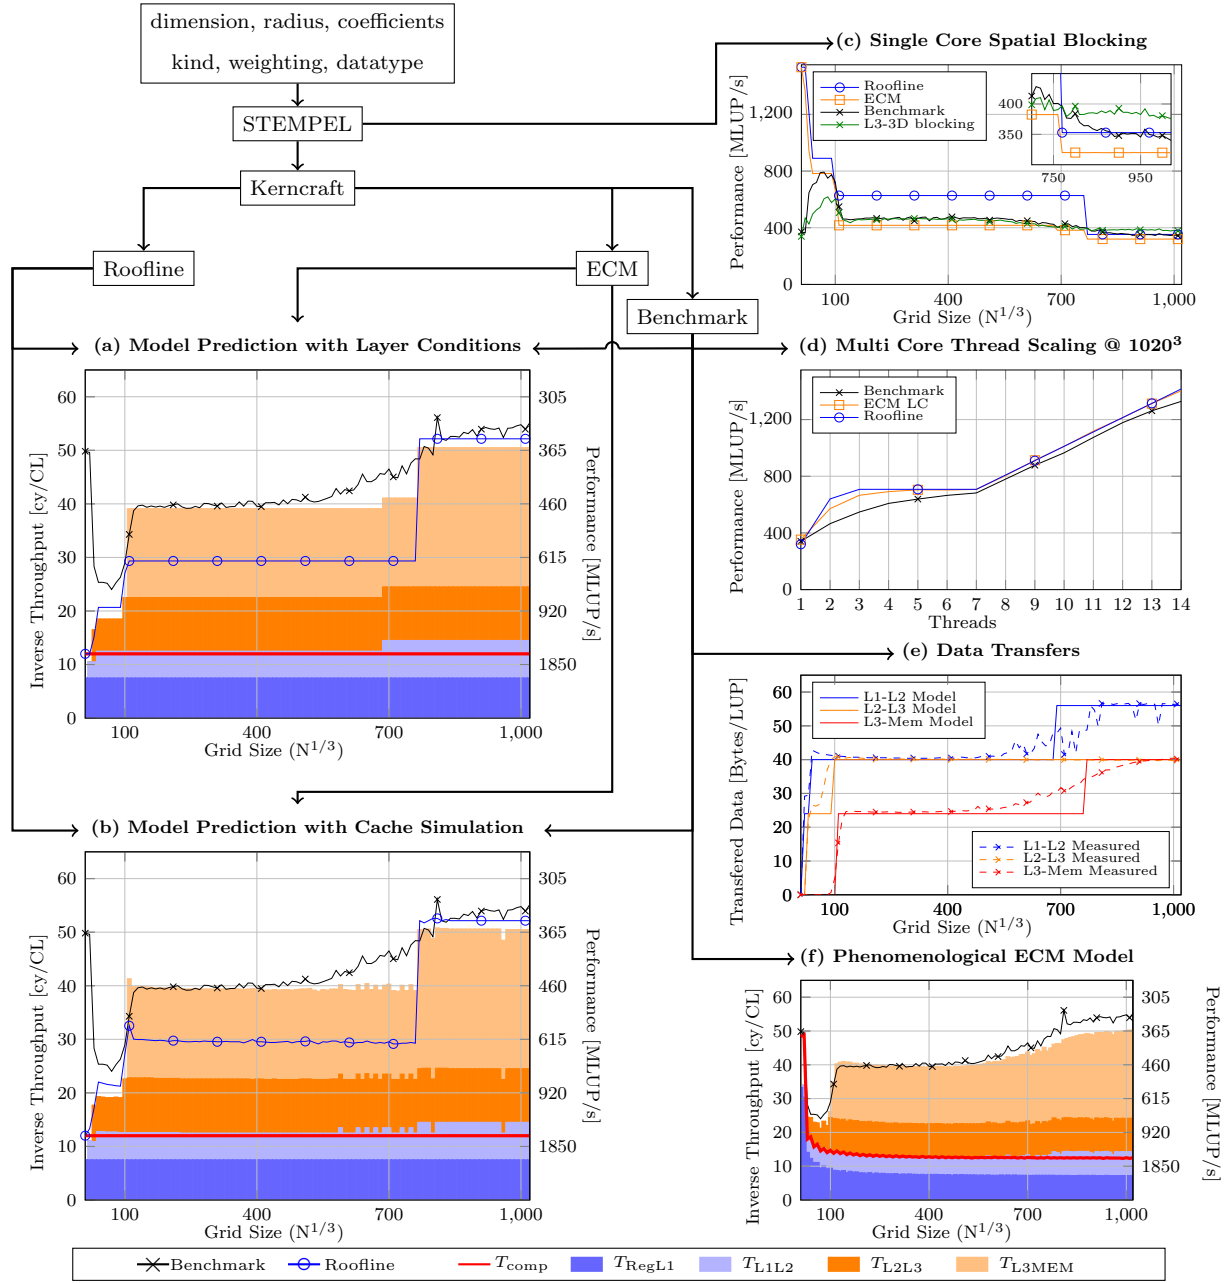 dimension, radius, coefficients
kind, weighting, datatype
STEMPEL
Kerncraft
Roofline
ECM
Benchmark
(c) Single Core Spatial Blocking
Performance [MLUP/s]
1,200
800
400
0
Roofline
ECM
Benchmark
L3-3D blocking
400
350
750 950
100 400 700 1,000
Grid Size (N^1/3)
(a) Model Prediction with Layer Conditions
Inverse Throughput [cy/CL]
60
50
40
30
20
10
0
305
365
460
615
920
1850
Performance [MLUP/s]
100 400 700 1,000
Grid Size (N^1/3)
(d) Multi Core Thread Scaling @ 1020³
Performance [MLUP/s]
1,200
800
400
0
Benchmark
ECM LC
Roofline
1 2 3 4 5 6 7 8 9 10 11 12 13 14
Threads
(e) Data Transfers
Transfered Data [Bytes/LUP]
60
50
40
40
30
20
20
10
0
0
L1-L2 Model
L2-L3 Model
L3-Mem Model
L1-L2 Measured
L2-L3 Measured
L3-Mem Measured
100 400 700 1,000
Grid Size (N^1/3)
(b) Model Prediction with Cache Simulation
Inverse Throughput [cy/CL]
60
50
40
30
20
10
0
305
365
460
615
920
1850
Performance [MLUP/s]
100 400 700 1,000
Grid Size (N^1/3)
(f) Phenomenological ECM Model
Inverse Throughput [cy/CL]
60
50
40
30
20
10
0
305
365
460
615
920
1850
Performance [MLUP/s]
100 400 700 1,000
Grid Size (N^1/3)
Benchmark Roofline T_comp T_RegL1 T_L1L2 T_L2L3 T_L3MEM